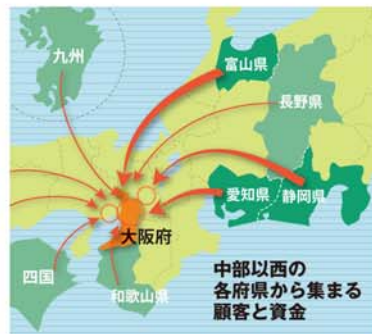 九州
富山県
長野県
愛知県
静岡県
大阪府
四国
和歌山県
中部以西の
各府県から集まる
顧客と資金